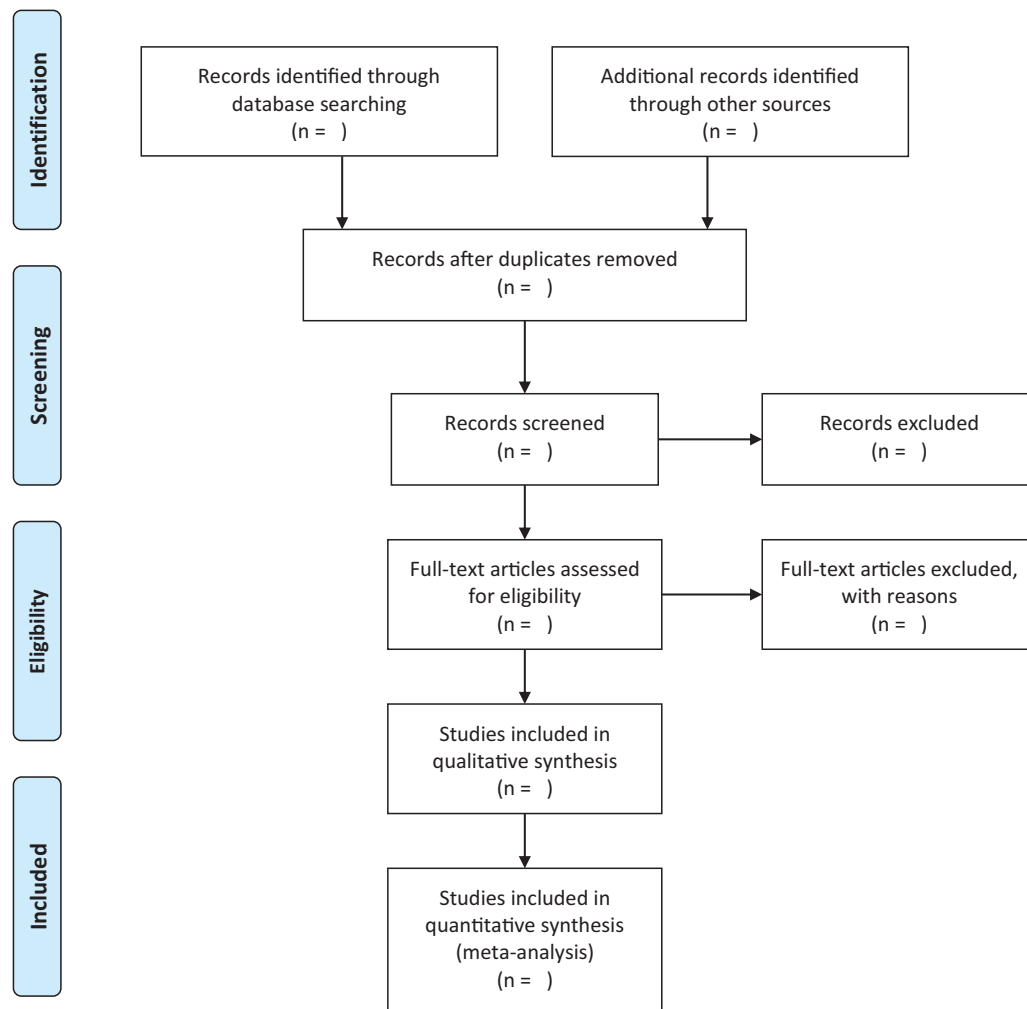 Identification
Records identified through
database searching
(n =   )
Additional records identified
through other sources
(n =   )
Records after duplicates removed
(n =   )
Screening
Records screened
(n =   )
Records excluded
(n =   )
Eligibility
Full-text articles assessed
for eligibility
(n =   )
Full-text articles excluded,
with reasons
(n =   )
Studies included in
qualitative synthesis
(n =   )
Included
Studies included in
quantitative synthesis
(meta-analysis)
(n =   )